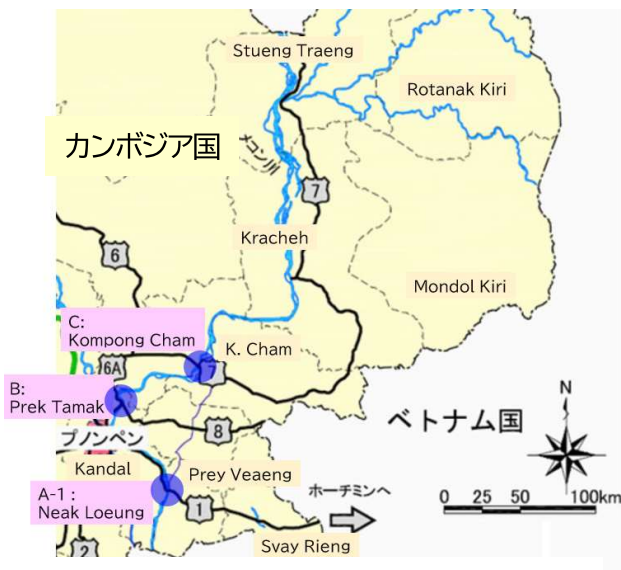 Stueng Traeng
Rotanak Kiri
カンボジア国
メコン川
7
Kracheh
6
Mondol Kiri
C:
Kompong Cham
K. Cham
6A
7
B:
Prek Tamak
ベトナム国
N
プノンペン
8
Kandal
Prey Veaeng
A-1 :
Neak Loeung
ホーチミンへ
0 25 50 100km
1
2
Svay Rieng